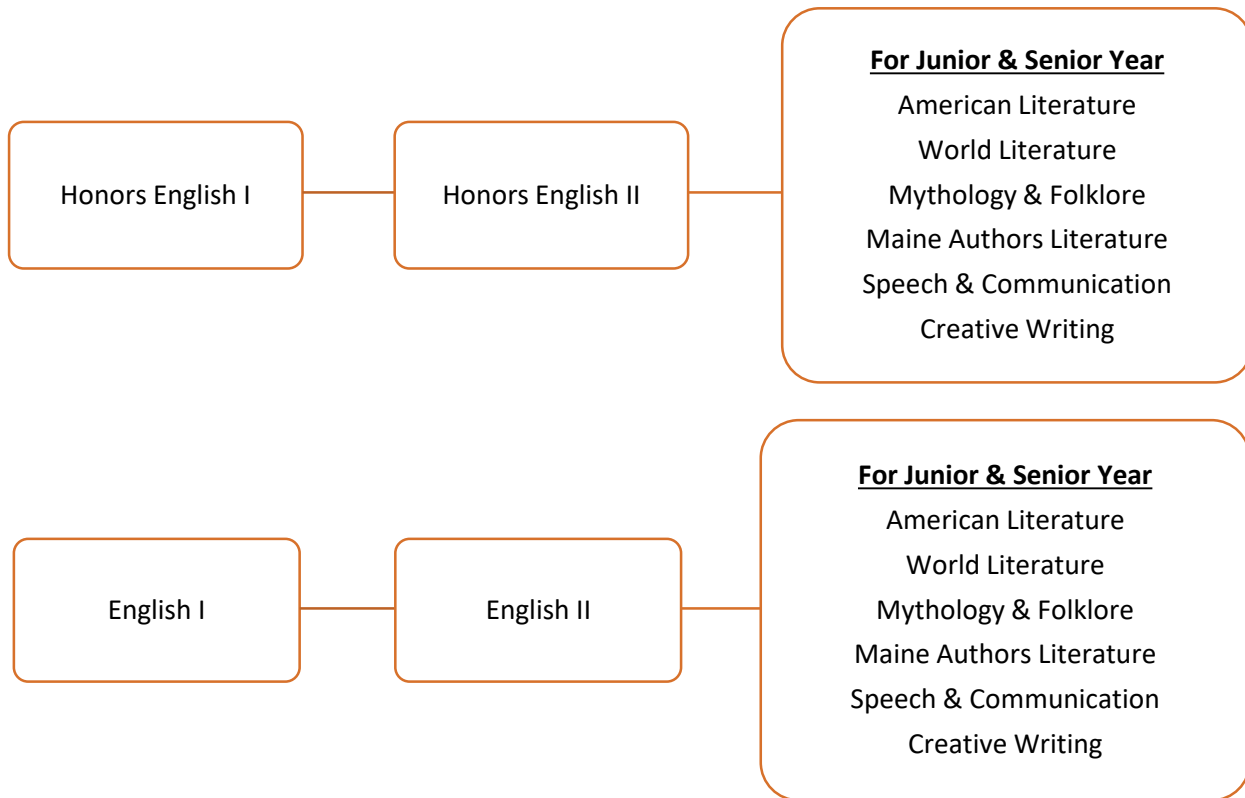 Honors English I
Honors English II
For Junior & Senior Year
American Literature
World Literature
Mythology & Folklore
Maine Authors Literature
Speech & Communication
Creative Writing
English I
English II
For Junior & Senior Year
American Literature
World Literature
Mythology & Folklore
Maine Authors Literature
Speech & Communication
Creative Writing